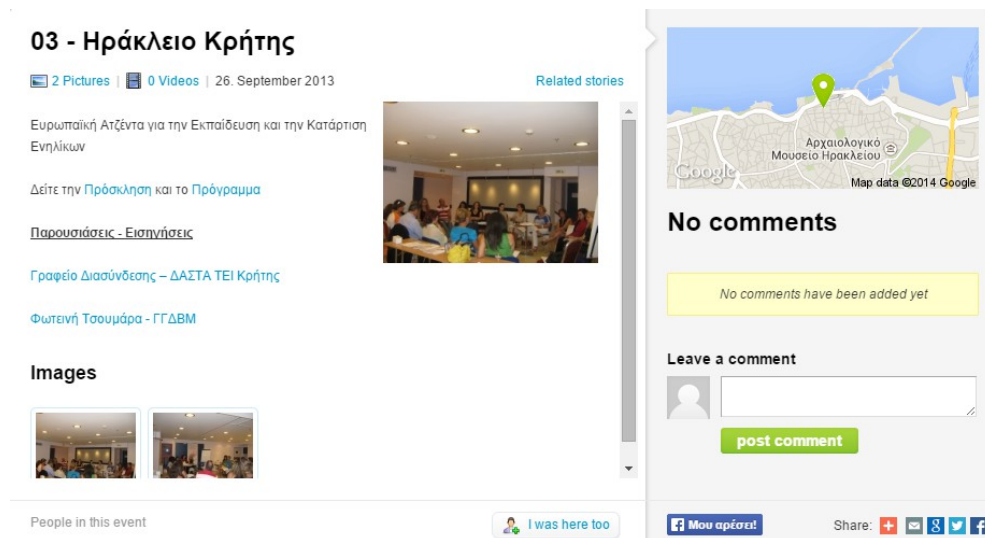 03 - Ηράκλειο Κρήτης
2 Pictures | 0 Videos | 26. September 2013
Related stories
Ευρωπαϊκή Ατζέντα για την Εκπαίδευση και την Κατάρτιση
Ενηλίκων
Δείτε την Πρόσκληση και το Πρόγραμμα
Παρουσιάσεις - Εισηγήσεις
Γραφείο Διασύνδεσης – ΔΑΣΤΑ ΤΕΙ Κρήτης
Φωτεινή Τσουμάρα - ΓΓΔΒΜ
Images
People in this event
I was here too
Αρχαιολογικό
Μουσείο Ηρακλείου
Google
Map data ©2014 Google
No comments
No comments have been added yet
Leave a comment
post comment
Μου αρέσει!
Share: